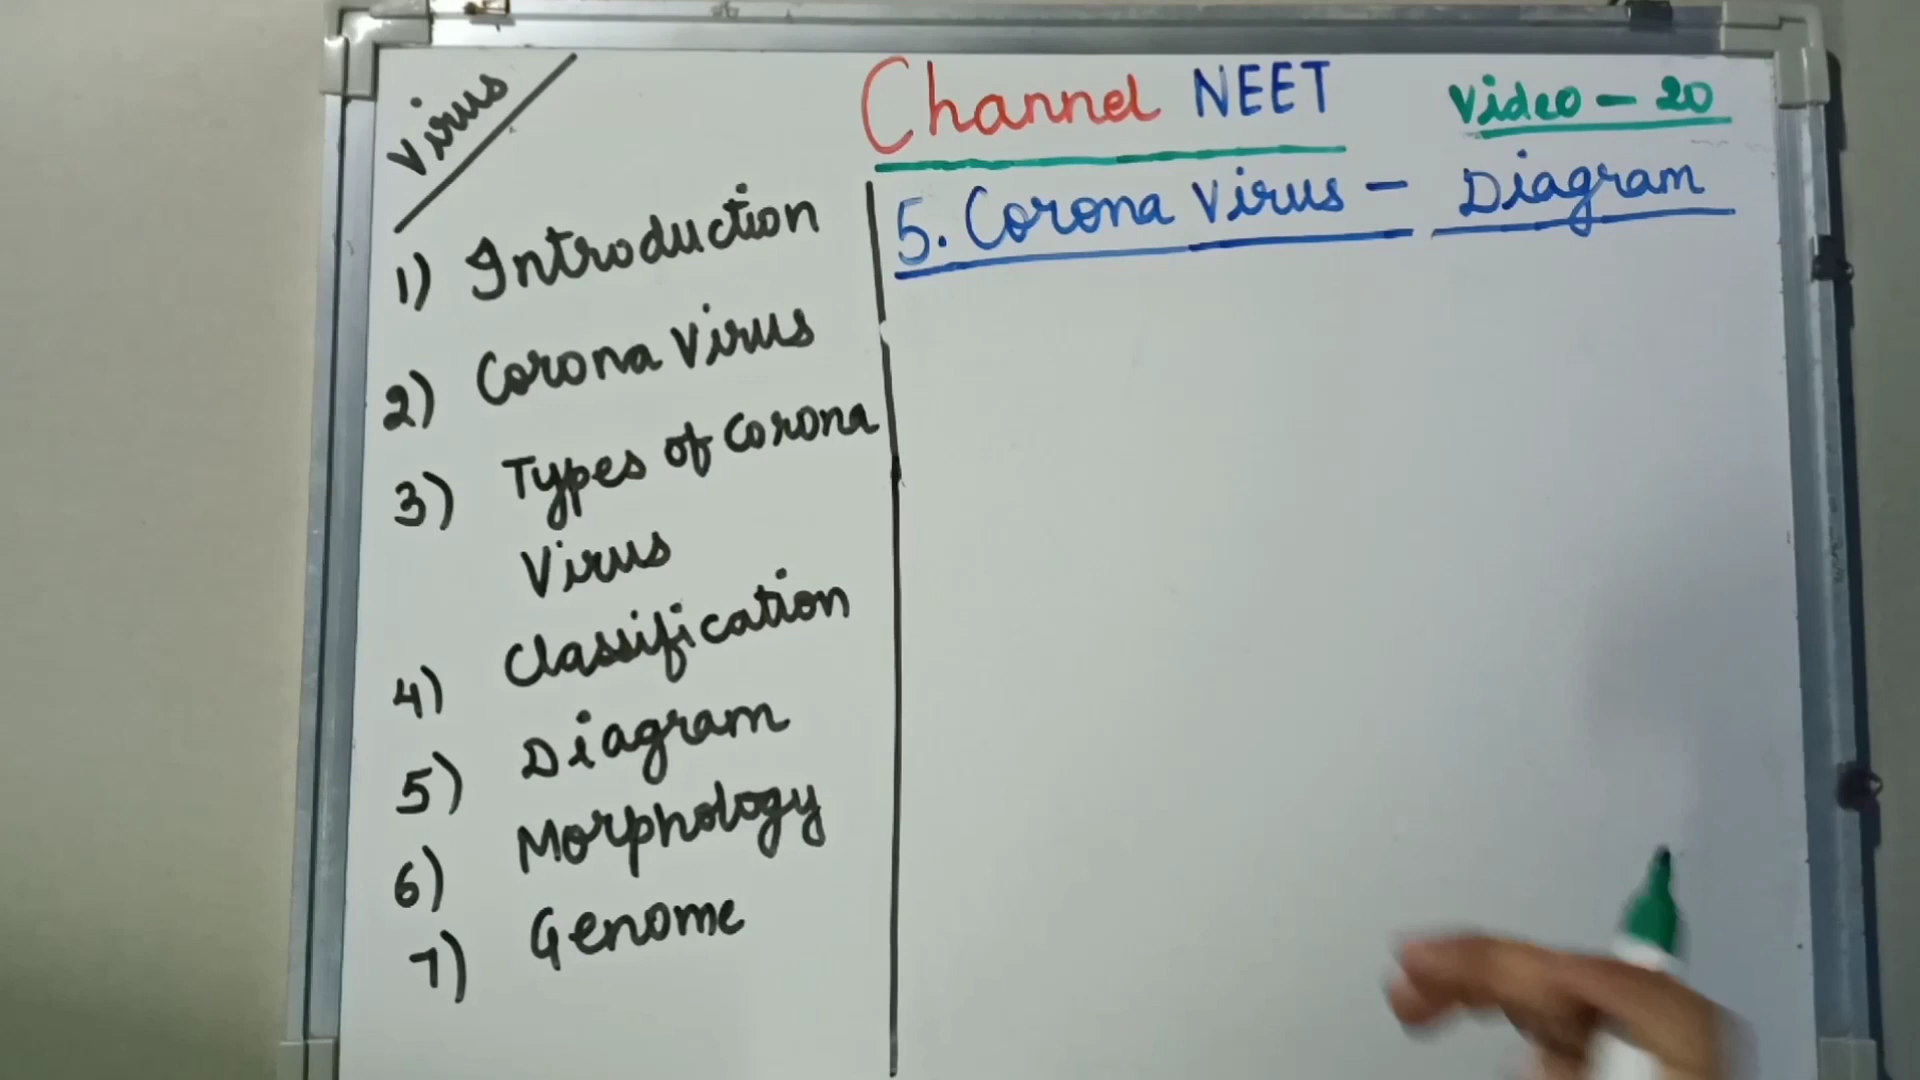 Virus
Channel NEET
Video - 20
5. Corona Virus - Diagram
1) Introduction
2) Corona Virus
3) Types of Corona
Virus
4) Classification
5) Diagram
6) Morphology
7) Genome